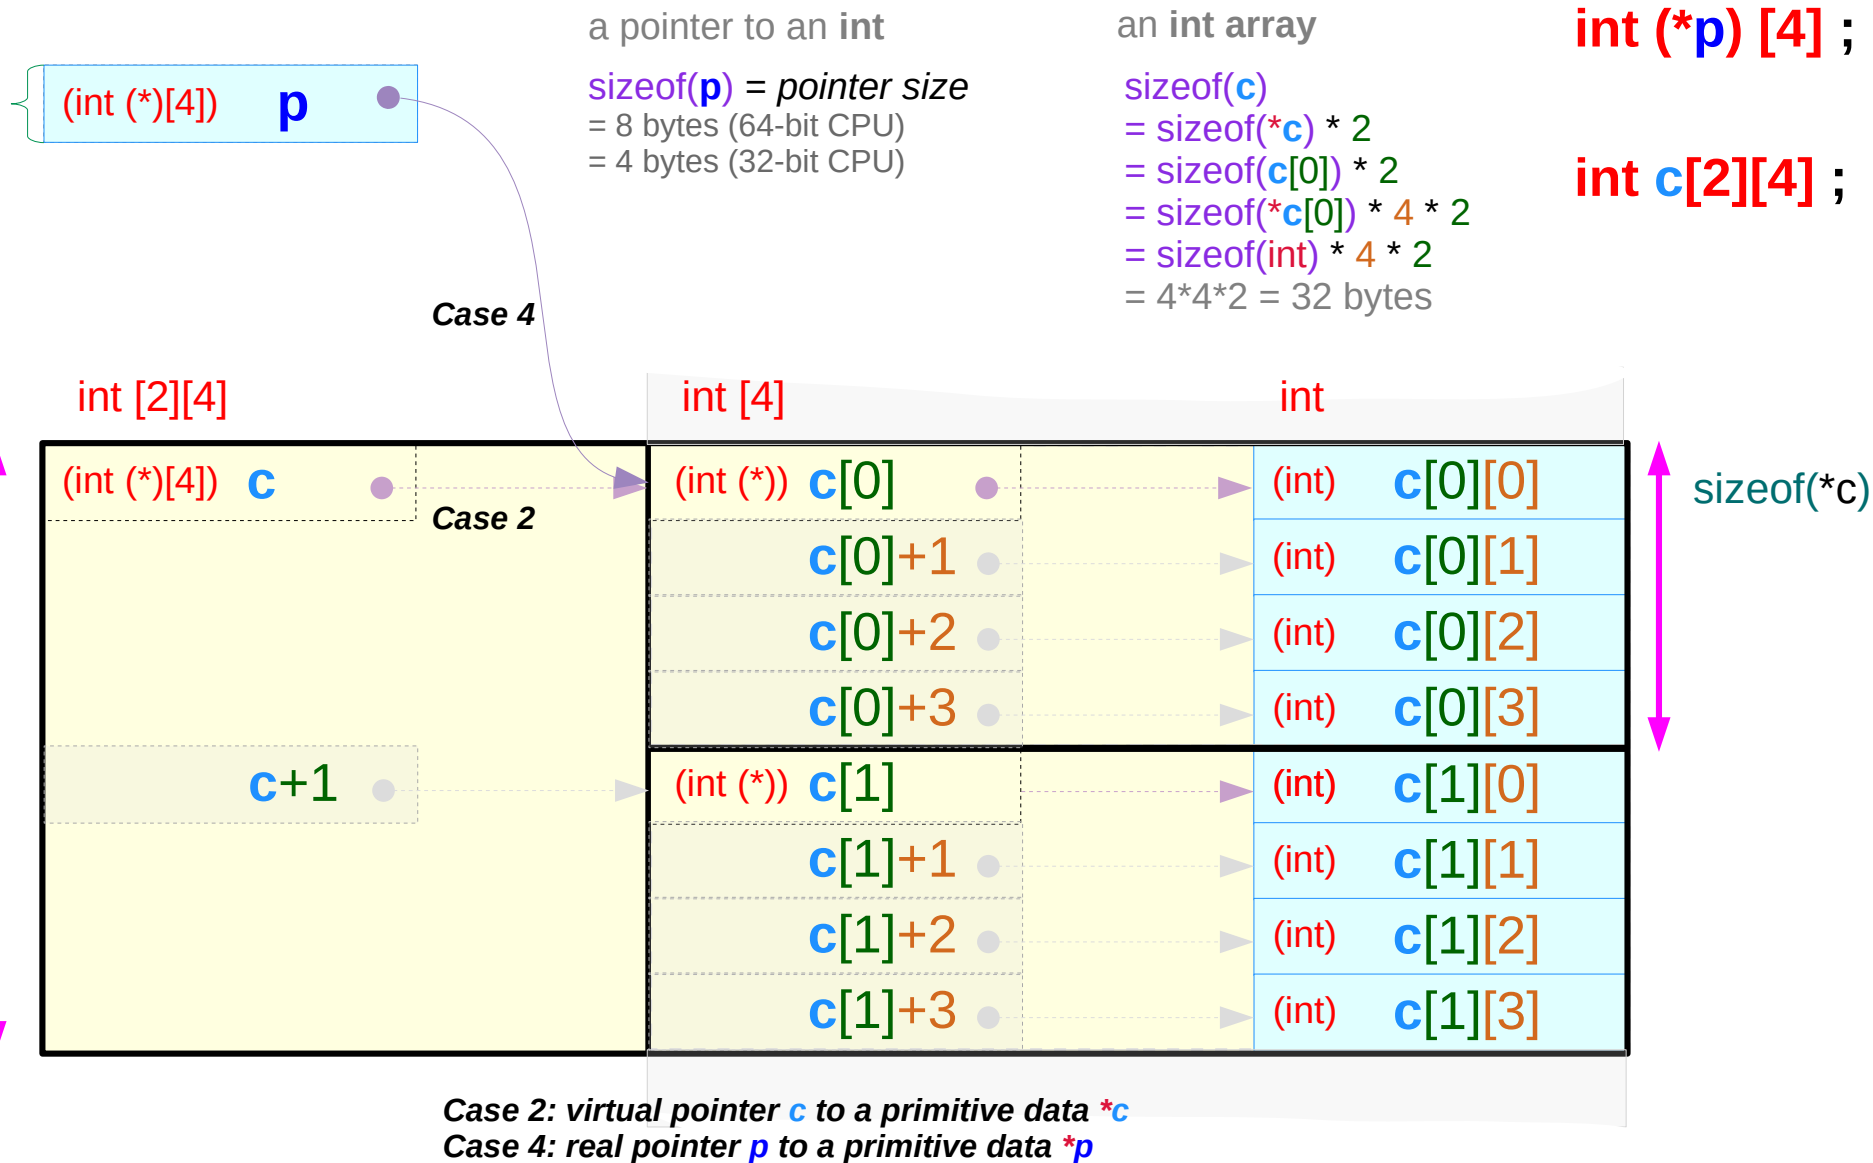 a pointer to an int
an int array
int (*p) [4] ;
(int (*)[4]) p
sizeof(p) = pointer size
= 8 bytes (64-bit CPU)
= 4 bytes (32-bit CPU)
sizeof(c)
= sizeof(*c) * 2
= sizeof(c[0]) * 2
= sizeof(*c[0]) * 4 * 2
= sizeof(int) * 4 * 2
= 4*4*2 = 32 bytes
int c[2][4] ;
Case 4
int [2][4]
int [4]
int
(int (*)[4]) c
Case 2
(int (*)) c[0]
(int) c[0][0]
sizeof(*c)
c[0]+1
(int) c[0][1]
c[0]+2
(int) c[0][2]
c[0]+3
(int) c[0][3]
c+1
(int (*)) c[1]
(int) c[1][0]
c[1]+1
(int) c[1][1]
c[1]+2
(int) c[1][2]
c[1]+3
(int) c[1][3]
Case 2: virtual pointer c to a primitive data *c
Case 4: real pointer p to a primitive data *p